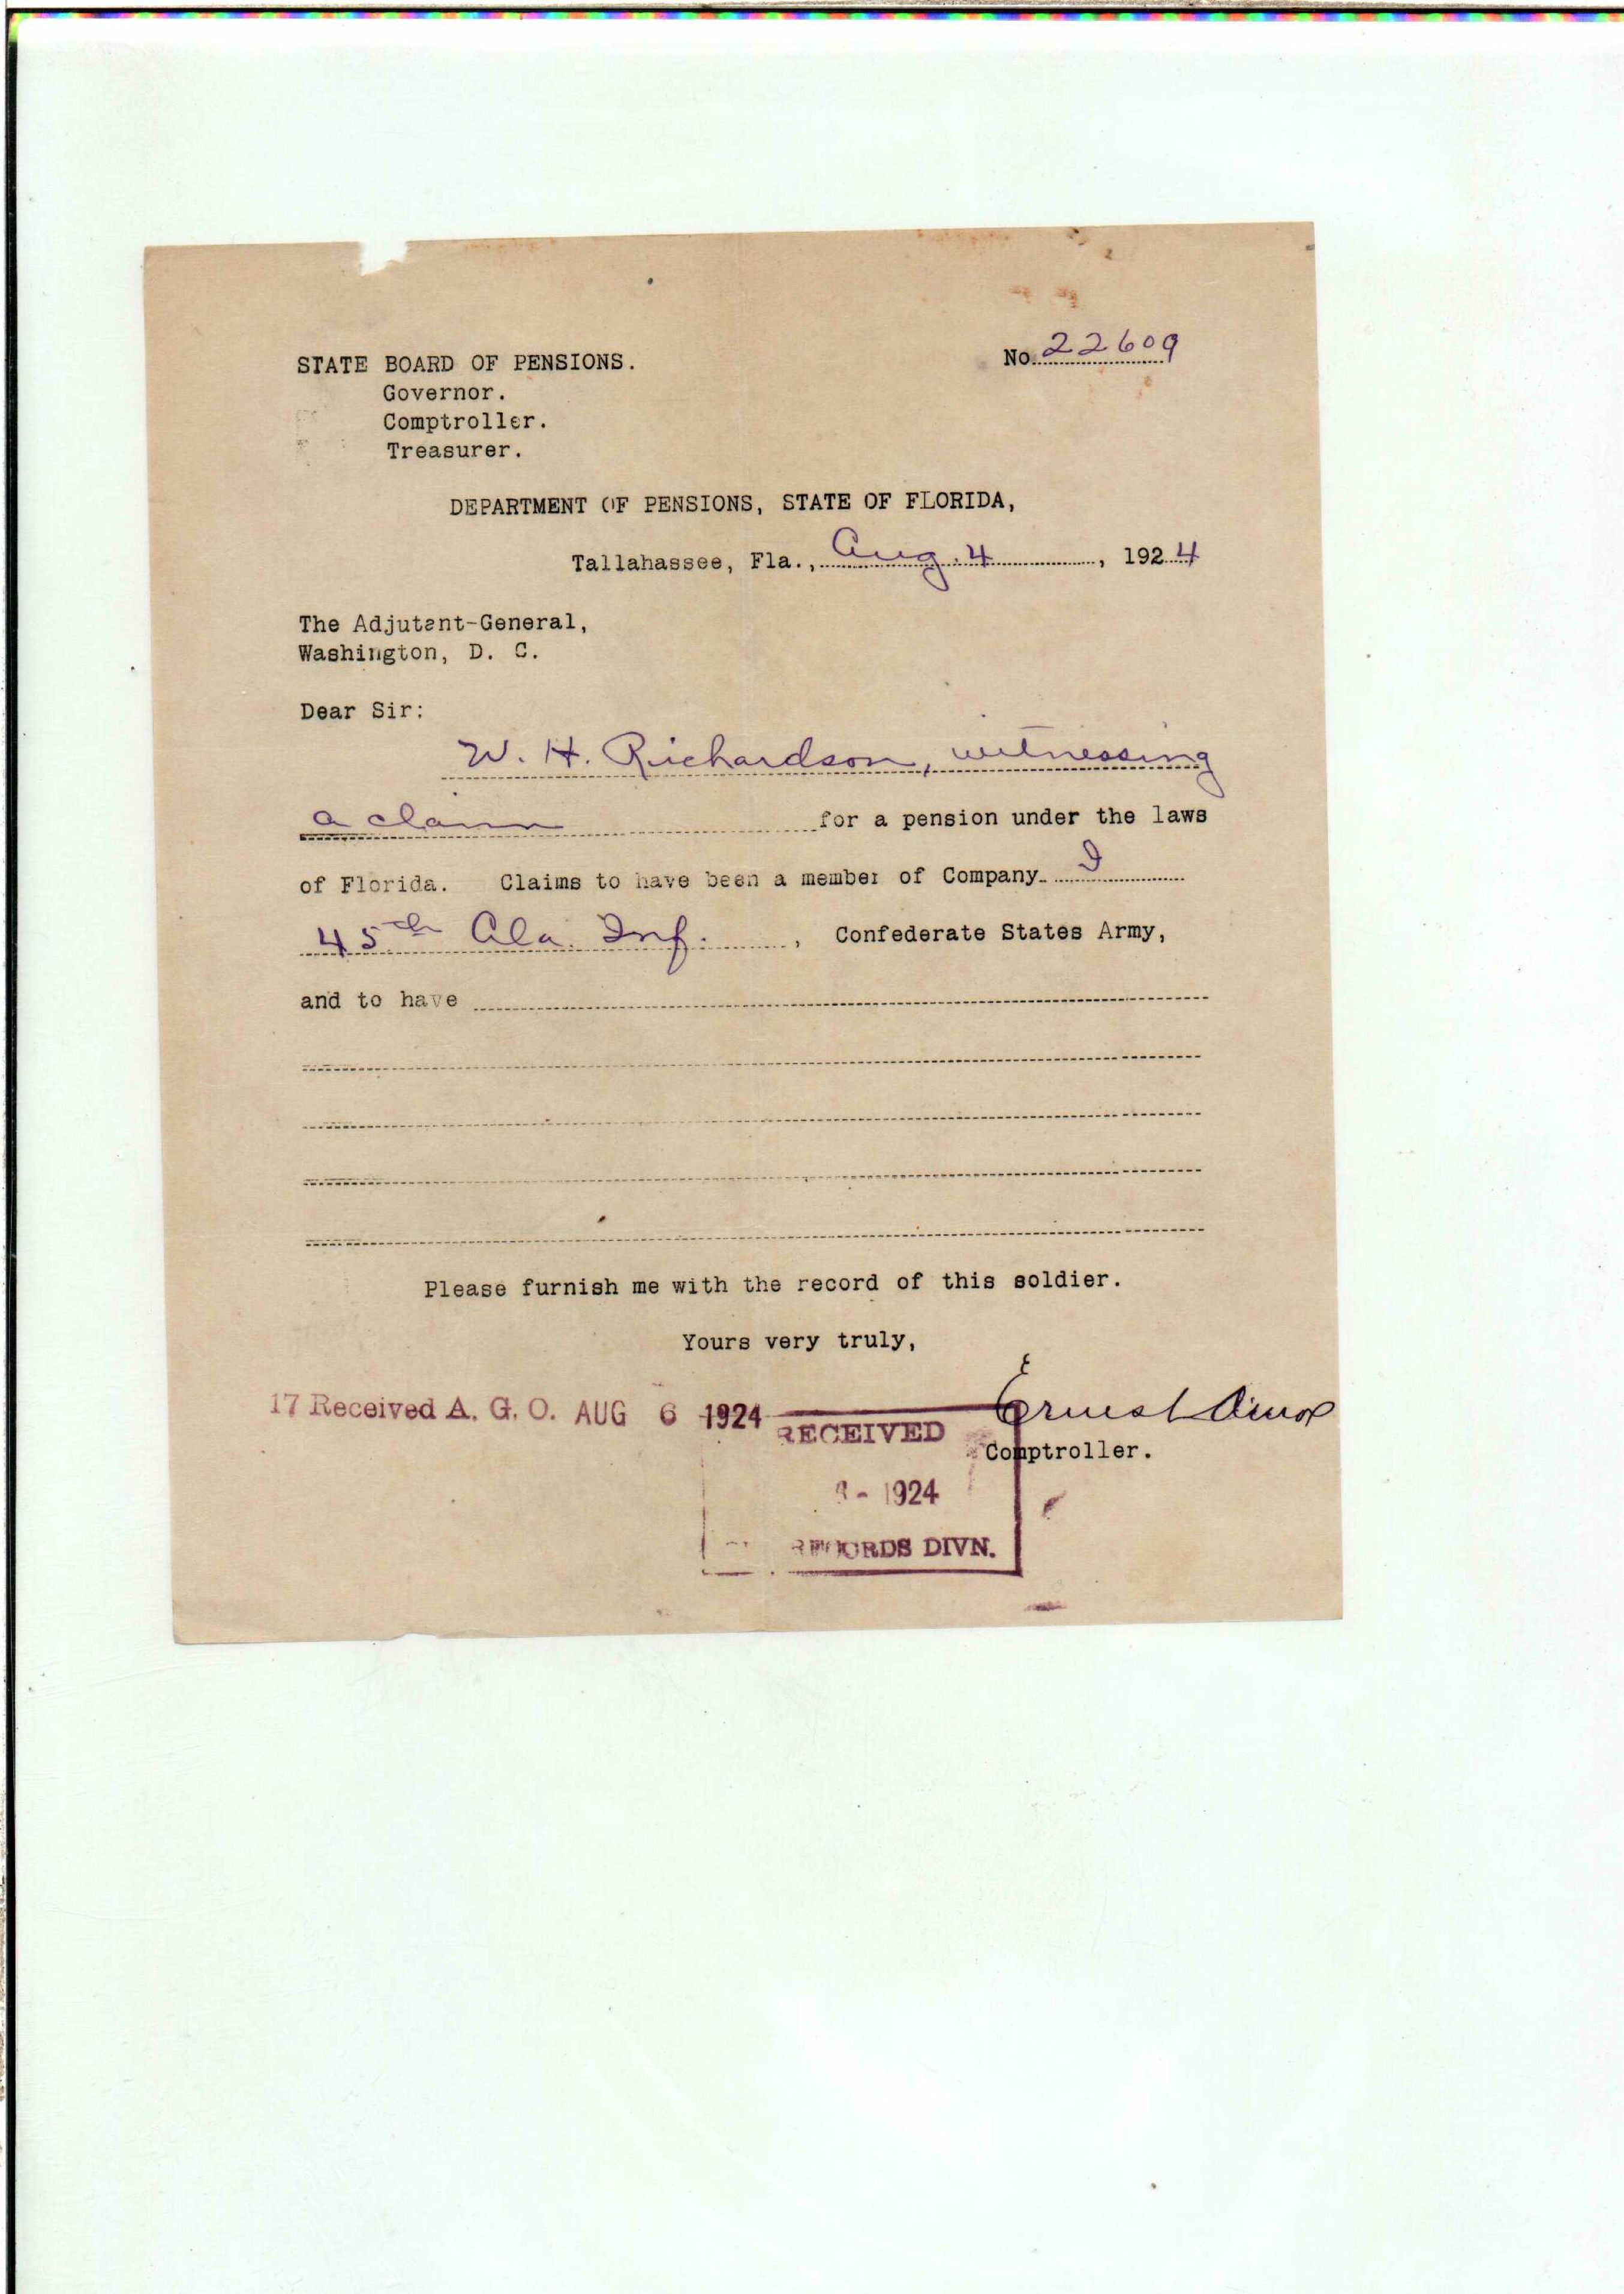 No. 22609
STATE BOARD OF PENSIONS.
Governor.
Comptroller.
Treasurer.
DEPARTMENT OF PENSIONS, STATE OF FLORIDA,
Tallahassee, Fla., Aug. 4, 1924
The Adjutant-General,
Washington, D. C.
Dear Sir:
W. H. Richardson, witnessing
a claim for a pension under the laws
of Florida. Claims to have been a member of Company I
45th Ala. Inf., Confederate States Army,
and to have
Please furnish me with the record of this soldier.
Yours very truly,
Ernest Amos
Comptroller.
17 Received A. G. O. AUG 6 1924
RECEIVED
1924
RECORDS DIVN.